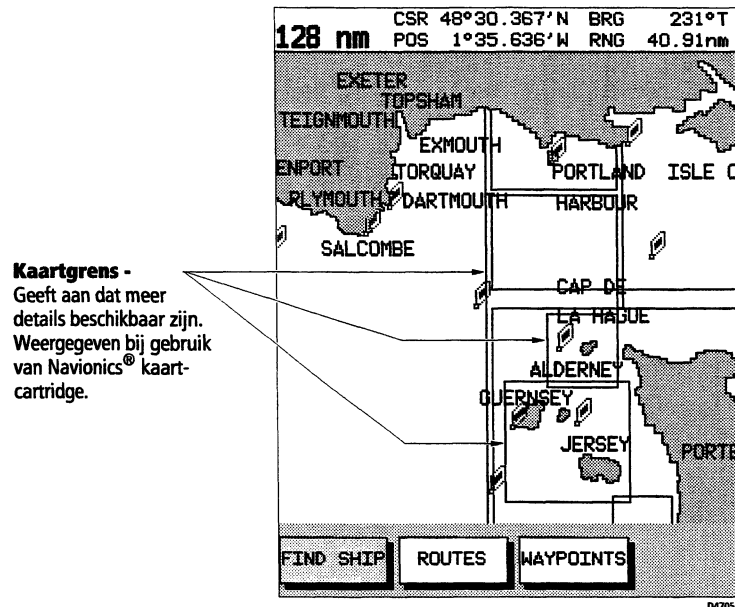 128 nm
CSR 48°30.367'N BRG 231°T
POS 1°35.636'W RNG 40.91nm
EXETER
TOPSHAM
TEIGNMOUTH
EXMOUTH
ENPORT TORQUAY PORTLAND ISLE O
PLYMOUTH DARTMOUTH HARBOUR
SALCOMBE
Kaartgrens -
Geeft aan dat meer
details beschikbaar zijn.
Weergegeven bij gebruik
van Navionics® kaart-
cartridge.
CAP DE
LA HAGUE
ALDERNEY
GUERNSEY
JERSEY
PORTE
FIND SHIP ROUTES WAYPOINTS